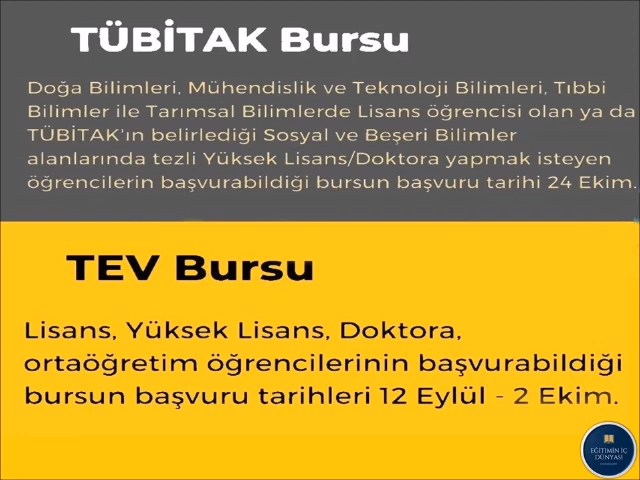 TÜBİTAK Bursu
Doğa Bilimleri, Mühendislik ve Teknoloji Bilimleri, Tıbbi
Bilimler ile Tarımsal Bilimlerde Lisans öğrencisi olan ya da
TÜBİTAK'ın belirlediği Sosyal ve Beşeri Bilimler
alanlarında tezli Yüksek Lisans/Doktora yapmak isteyen
öğrencilerin başvurabildiği bursun başvuru tarihi 24 Ekim.
TEV Bursu
Lisans, Yüksek Lisans, Doktora,
ortaöğretim öğrencilerinin başvurabildiği
bursun başvuru tarihleri 12 Eylül - 2 Ekim.
EĞİTİMİN İÇ
DÜNYASI